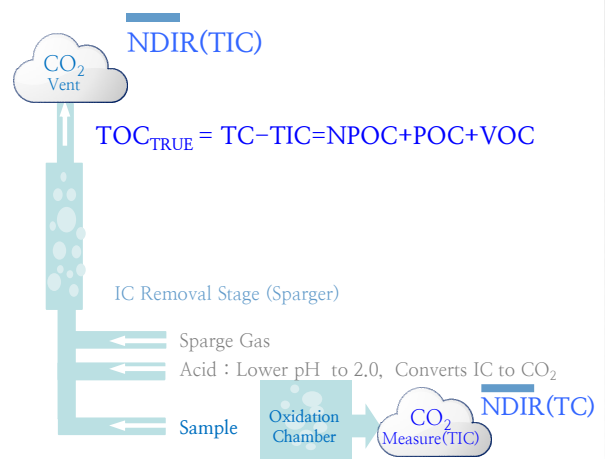 NDIR(TIC)
CO2
Vent
TOCTRUE = TC-TIC=NPOC+POC+VOC
IC Removal Stage (Sparger)
Sparge Gas
Acid : Lower pH to 2.0, Converts IC to CO2
Sample
Oxidation
Chamber
CO2
Measure(TIC)
NDIR(TC)